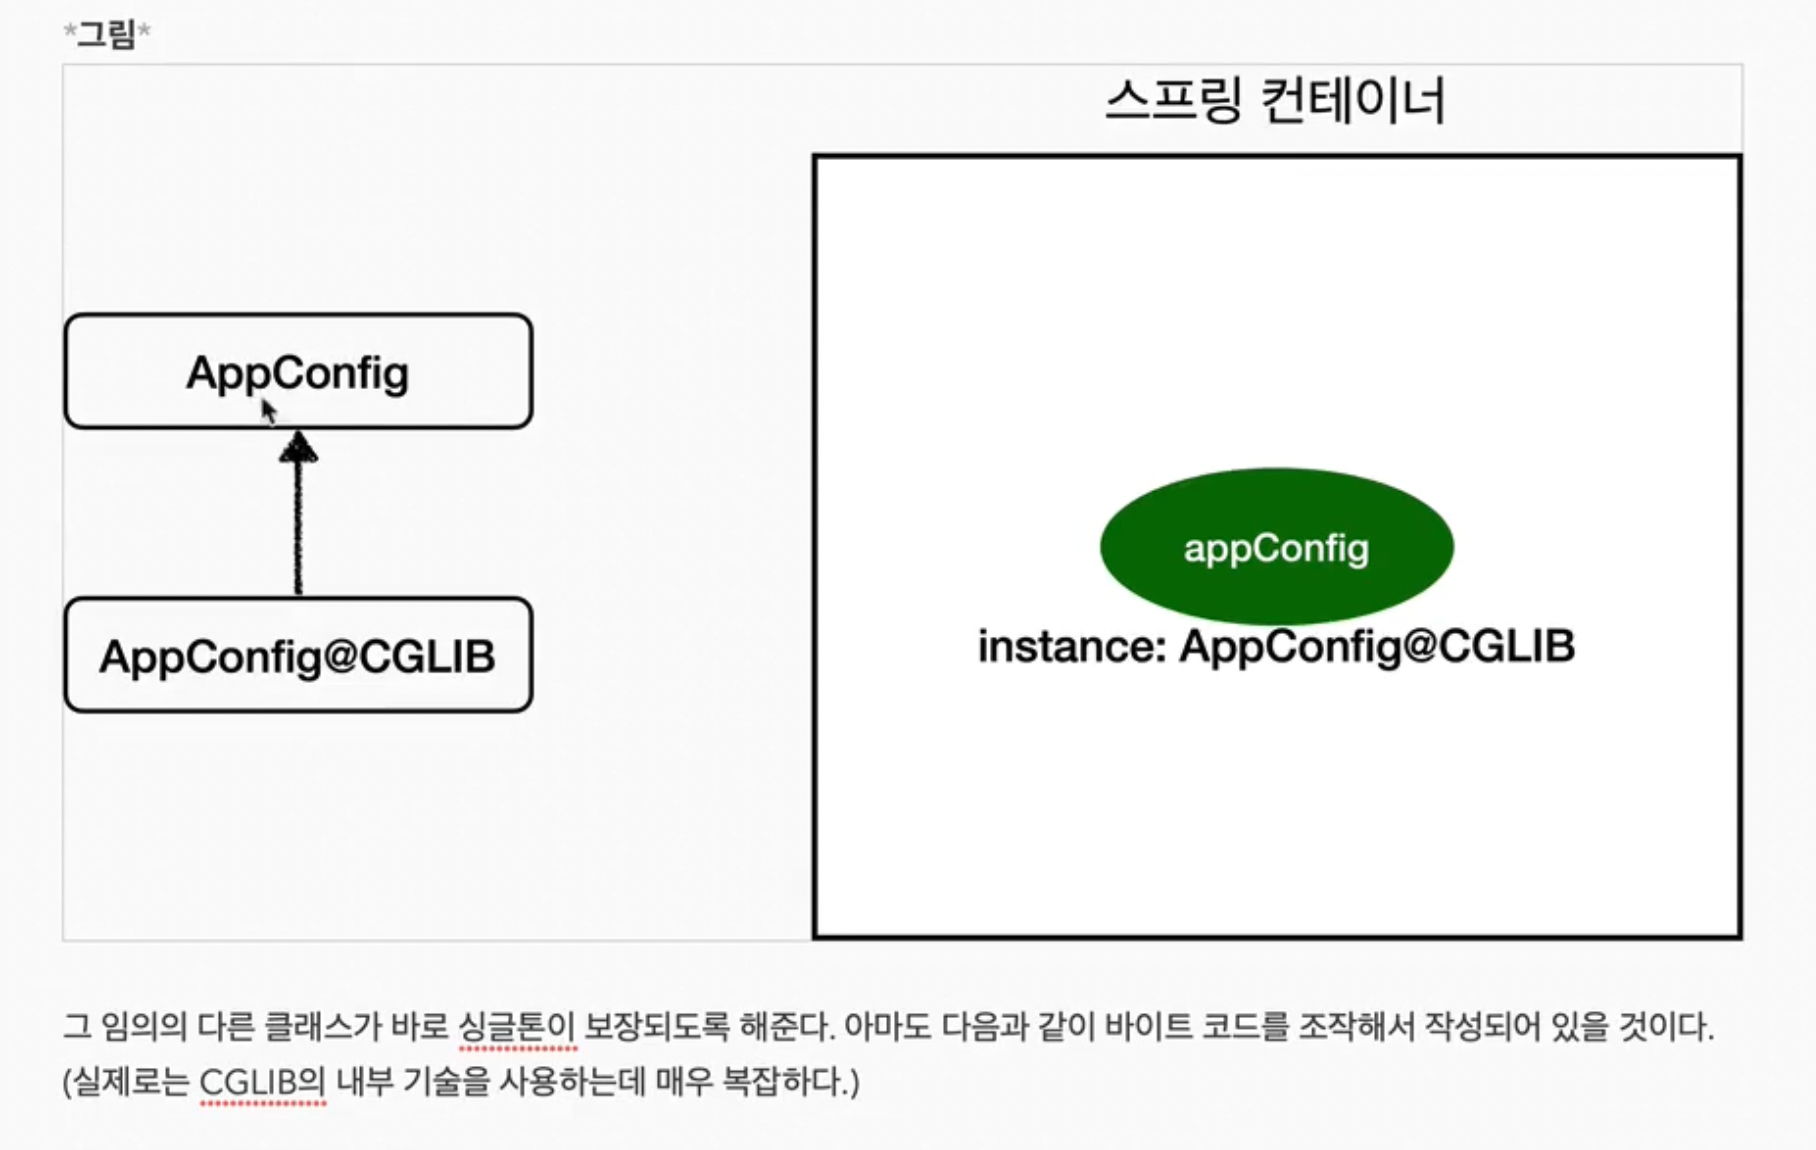 *그림*
스프링 컨테이너
AppConfig
appConfig
AppConfig@CGLIB
instance: AppConfig@CGLIB
그 임의의 다른 클래스가 바로 싱글톤이 보장되도록 해준다. 아마도 다음과 같이 바이트 코드를 조작해서 작성되어 있을 것이다.
(실제로는 CGLIB의 내부 기술을 사용하는데 매우 복잡하다.)